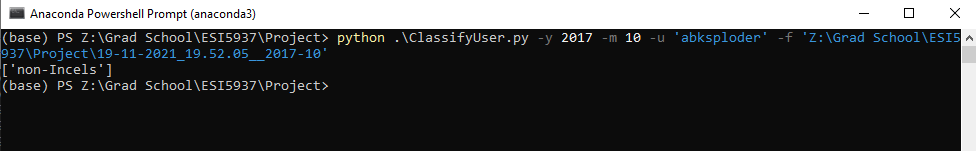 Anaconda Powershell Prompt (anaconda3)
(base) PS Z:\Grad School\ESI5937\Project> python .\ClassifyUser.py -y 2017 -m 10 -u 'abksploder' -f 'Z:\Grad School\ESI5
937\Project\19-11-2021_19.52.05__2017-10'
['non-Incels']
(base) PS Z:\Grad School\ESI5937\Project>